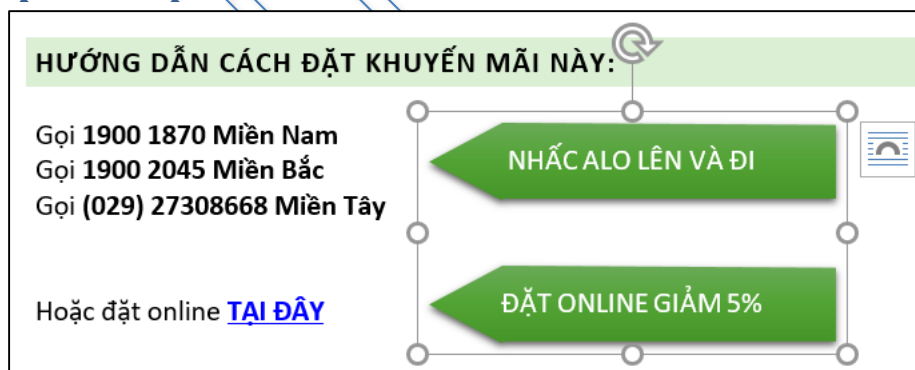 HƯỚNG DẪN CÁCH ĐẶT KHUYẾN MÃI NÀY:
Gọi 1900 1870 Miền Nam
Gọi 1900 2045 Miền Bắc
Gọi (029) 27308668 Miền Tây
NHẤC ALO LÊN VÀ ĐI
Hoặc đặt online TẠI ĐÂY
ĐẶT ONLINE GIẢM 5%